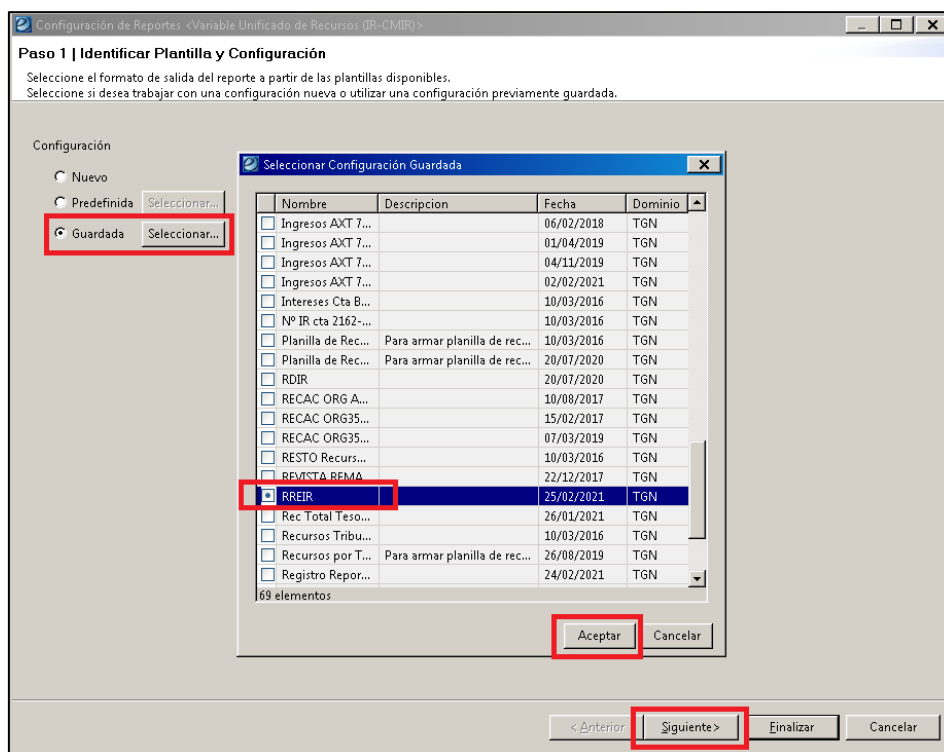 Configuración de Reportes <Variable Unificado de Recursos (IR-CMIR)>
Paso 1 | Identificar Plantilla y Configuración
Seleccione el formato de salida del reporte a partir de las plantillas disponibles.
Seleccione si desea trabajar con una configuración nueva o utilizar una configuración previamente guardada.
Configuración
Nuevo
Predefinida Seleccionar...
Guardada Seleccionar...
Seleccionar Configuración Guardada
Nombre Descripcion Fecha Dominio
Ingresos AXT 7... 06/02/2018 TGN
Ingresos AXT 7... 01/04/2019 TGN
Ingresos AXT 7... 04/11/2019 TGN
Ingresos AXT 7... 02/02/2021 TGN
Intereses Cta B... 10/03/2016 TGN
Nº IR cta 2162-... 10/03/2016 TGN
Planilla de Rec... Para armar planilla de rec... 10/03/2016 TGN
Planilla de Rec... Para armar planilla de rec... 20/07/2020 TGN
RDIR 20/07/2020 TGN
RECAC ORG A... 10/08/2017 TGN
RECAC ORG35... 15/02/2017 TGN
RECAC ORG35... 07/03/2019 TGN
RESTO Recurs... 10/03/2016 TGN
REVISTA REMA 22/12/2017 TGN
RREIR 25/02/2021 TGN
Rec Total Teso... 26/01/2021 TGN
Recursos Tribu... 10/03/2016 TGN
Recursos por T... Para armar planilla de rec... 26/08/2019 TGN
Registro Repor... 24/02/2021 TGN
69 elementos
Aceptar Cancelar
< Anterior Siguiente> Finalizar Cancelar